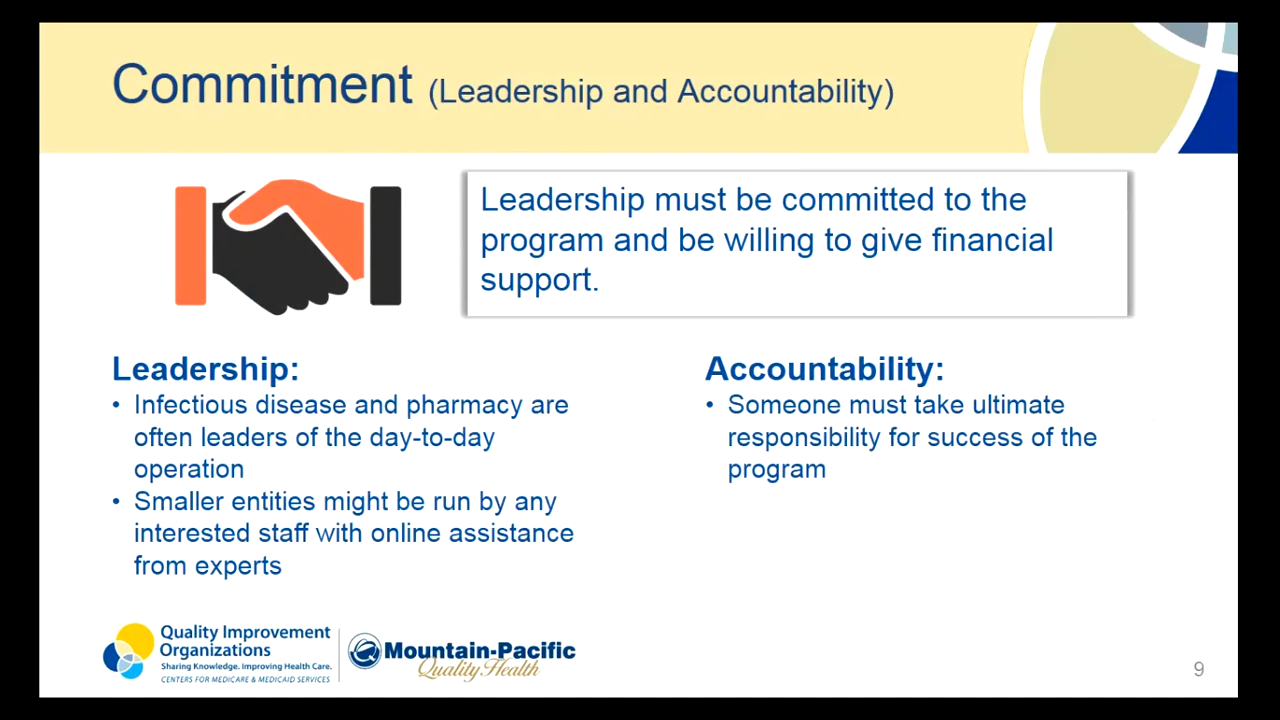 Commitment (Leadership and Accountability)
Leadership must be committed to the
program and be willing to give financial
support.
Leadership:
• Infectious disease and pharmacy are
often leaders of the day-to-day
operation
• Smaller entities might be run by any
interested staff with online assistance
from experts
Accountability:
• Someone must take ultimate
responsibility for success of the
program
Quality Improvement
Organizations
Sharing Knowledge. Improving Health Care.
CENTERS FOR MEDICARE & MEDICAID SERVICES
Mountain-Pacific
Quality Health
9